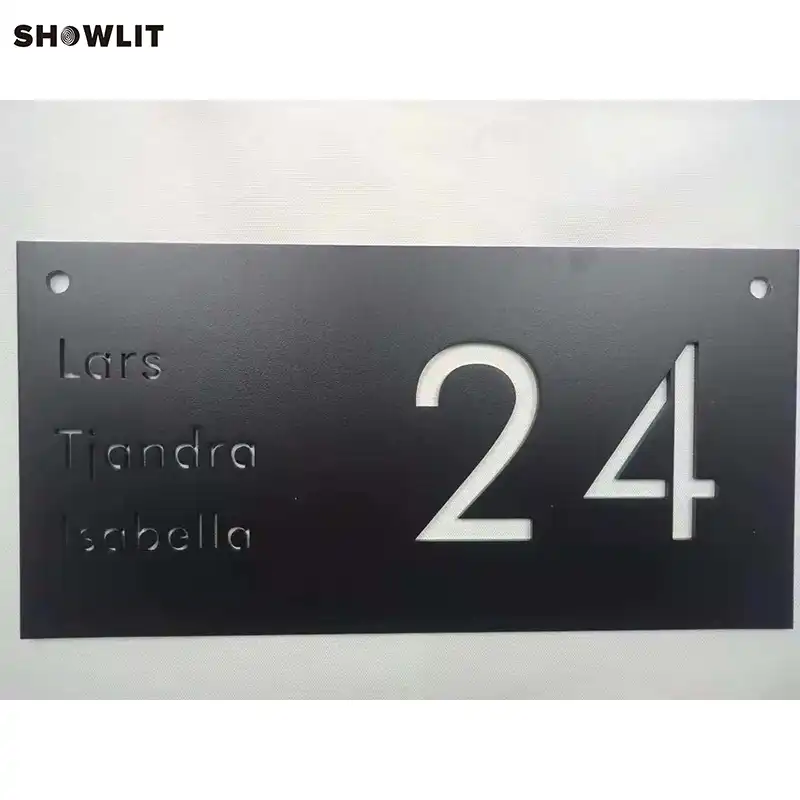 SHOWLIT
Lars
Tjandra
Isabella
24